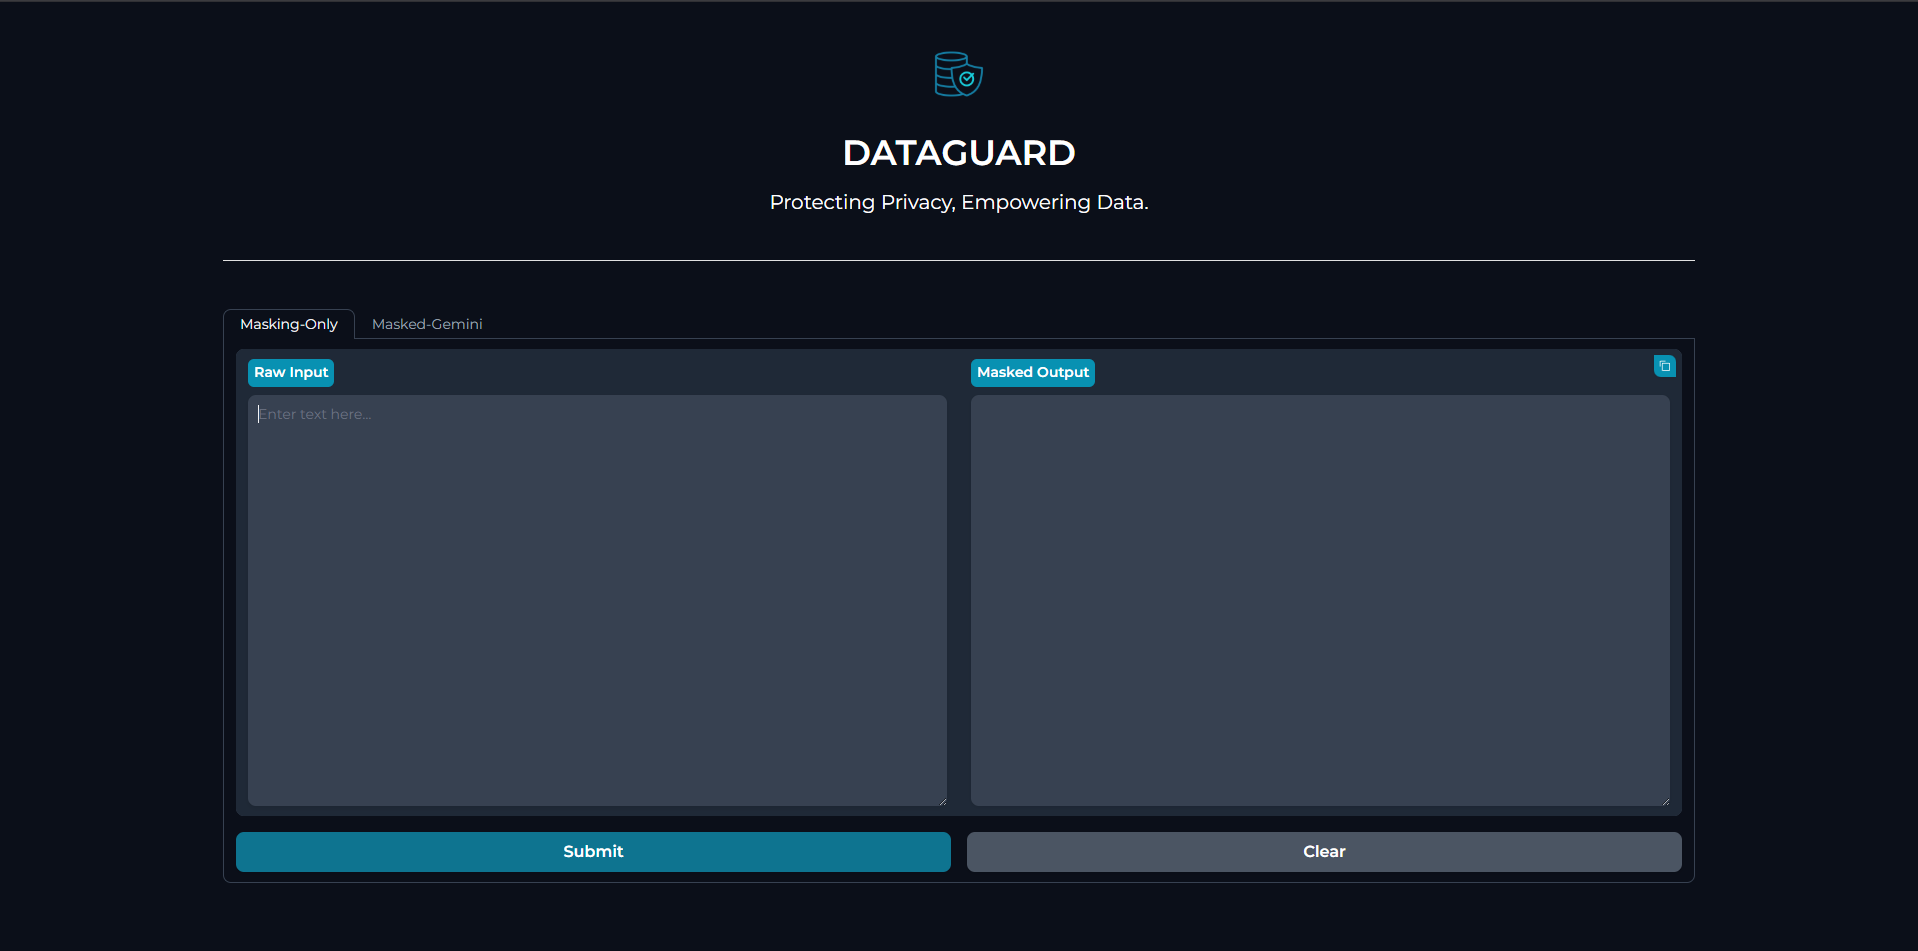 DATAGUARD
Protecting Privacy, Empowering Data.
Masking-Only Masked-Gemini
Raw Input
Enter text here...
Masked Output
Submit
Clear